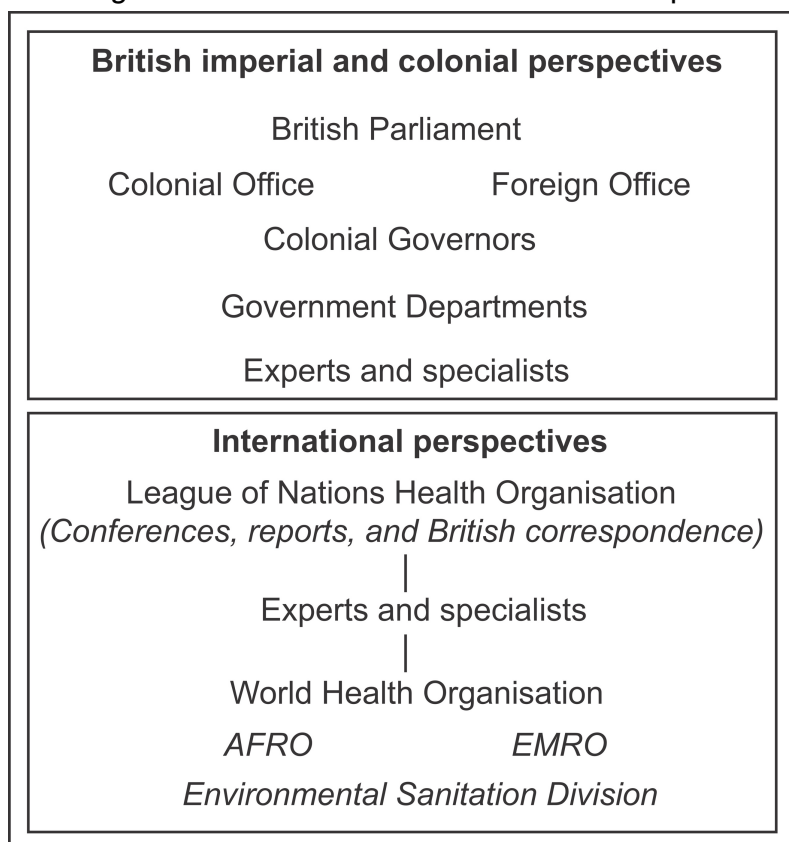 British imperial and colonial perspectives
British Parliament
Colonial Office Foreign Office
Colonial Governors
Government Departments
Experts and specialists
International perspectives
League of Nations Health Organisation
(Conferences, reports, and British correspondence)
Experts and specialists
World Health Organisation
AFRO EMRO
Environmental Sanitation Division